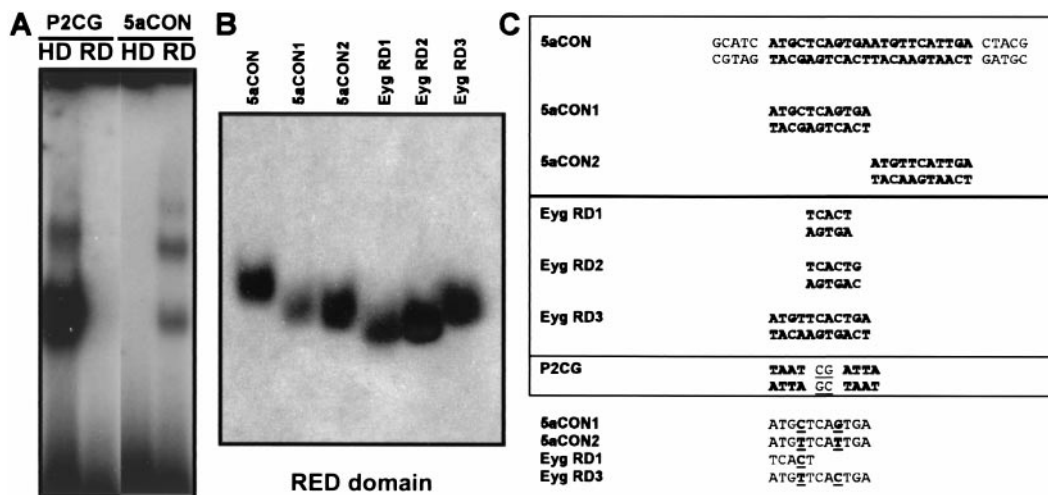 A
P2CG 5aCON
HD RD HD RD
B
5aCON
5aCON1
5aCON2
Eyg RD1
Eyg RD2
Eyg RD3
RED domain
C
5aCON GCATC ATGCTCAGTGAATGTTCATTGA CTACG
CGTAG TACGAGTCACTTACAAGTAACT GATGC
5aCON1 ATGCTCAGTGA
TACGAGTCACT
5aCON2 ATGTTCATTGA
TACAAGTAACT
Eyg RD1 TCACT
AGTGA
Eyg RD2 TCACTG
AGTGAC
Eyg RD3 ATGTTCACTGA
TACAAGTGACT
P2CG TAAT CG ATTA
ATTA GC TAAT
5aCON1 ATGCTCAGTGA
5aCON2 ATGTTCATTGA
Eyg RD1 TCACT
Eyg RD3 ATGTTCACTGA